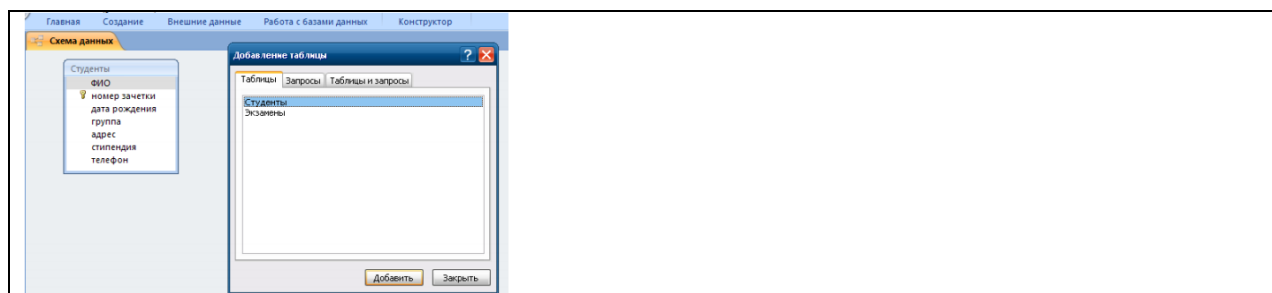 Главная Создание Внешние данные Работа с базами данных Конструктор
Схема данных
Добавление таблицы
Студенты
ФИО
номер зачетки
дата рождения
группа
адрес
стипендия
телефон
Таблицы Запросы Таблицы и запросы
Студенты
Экзамены
Добавить Закрыть